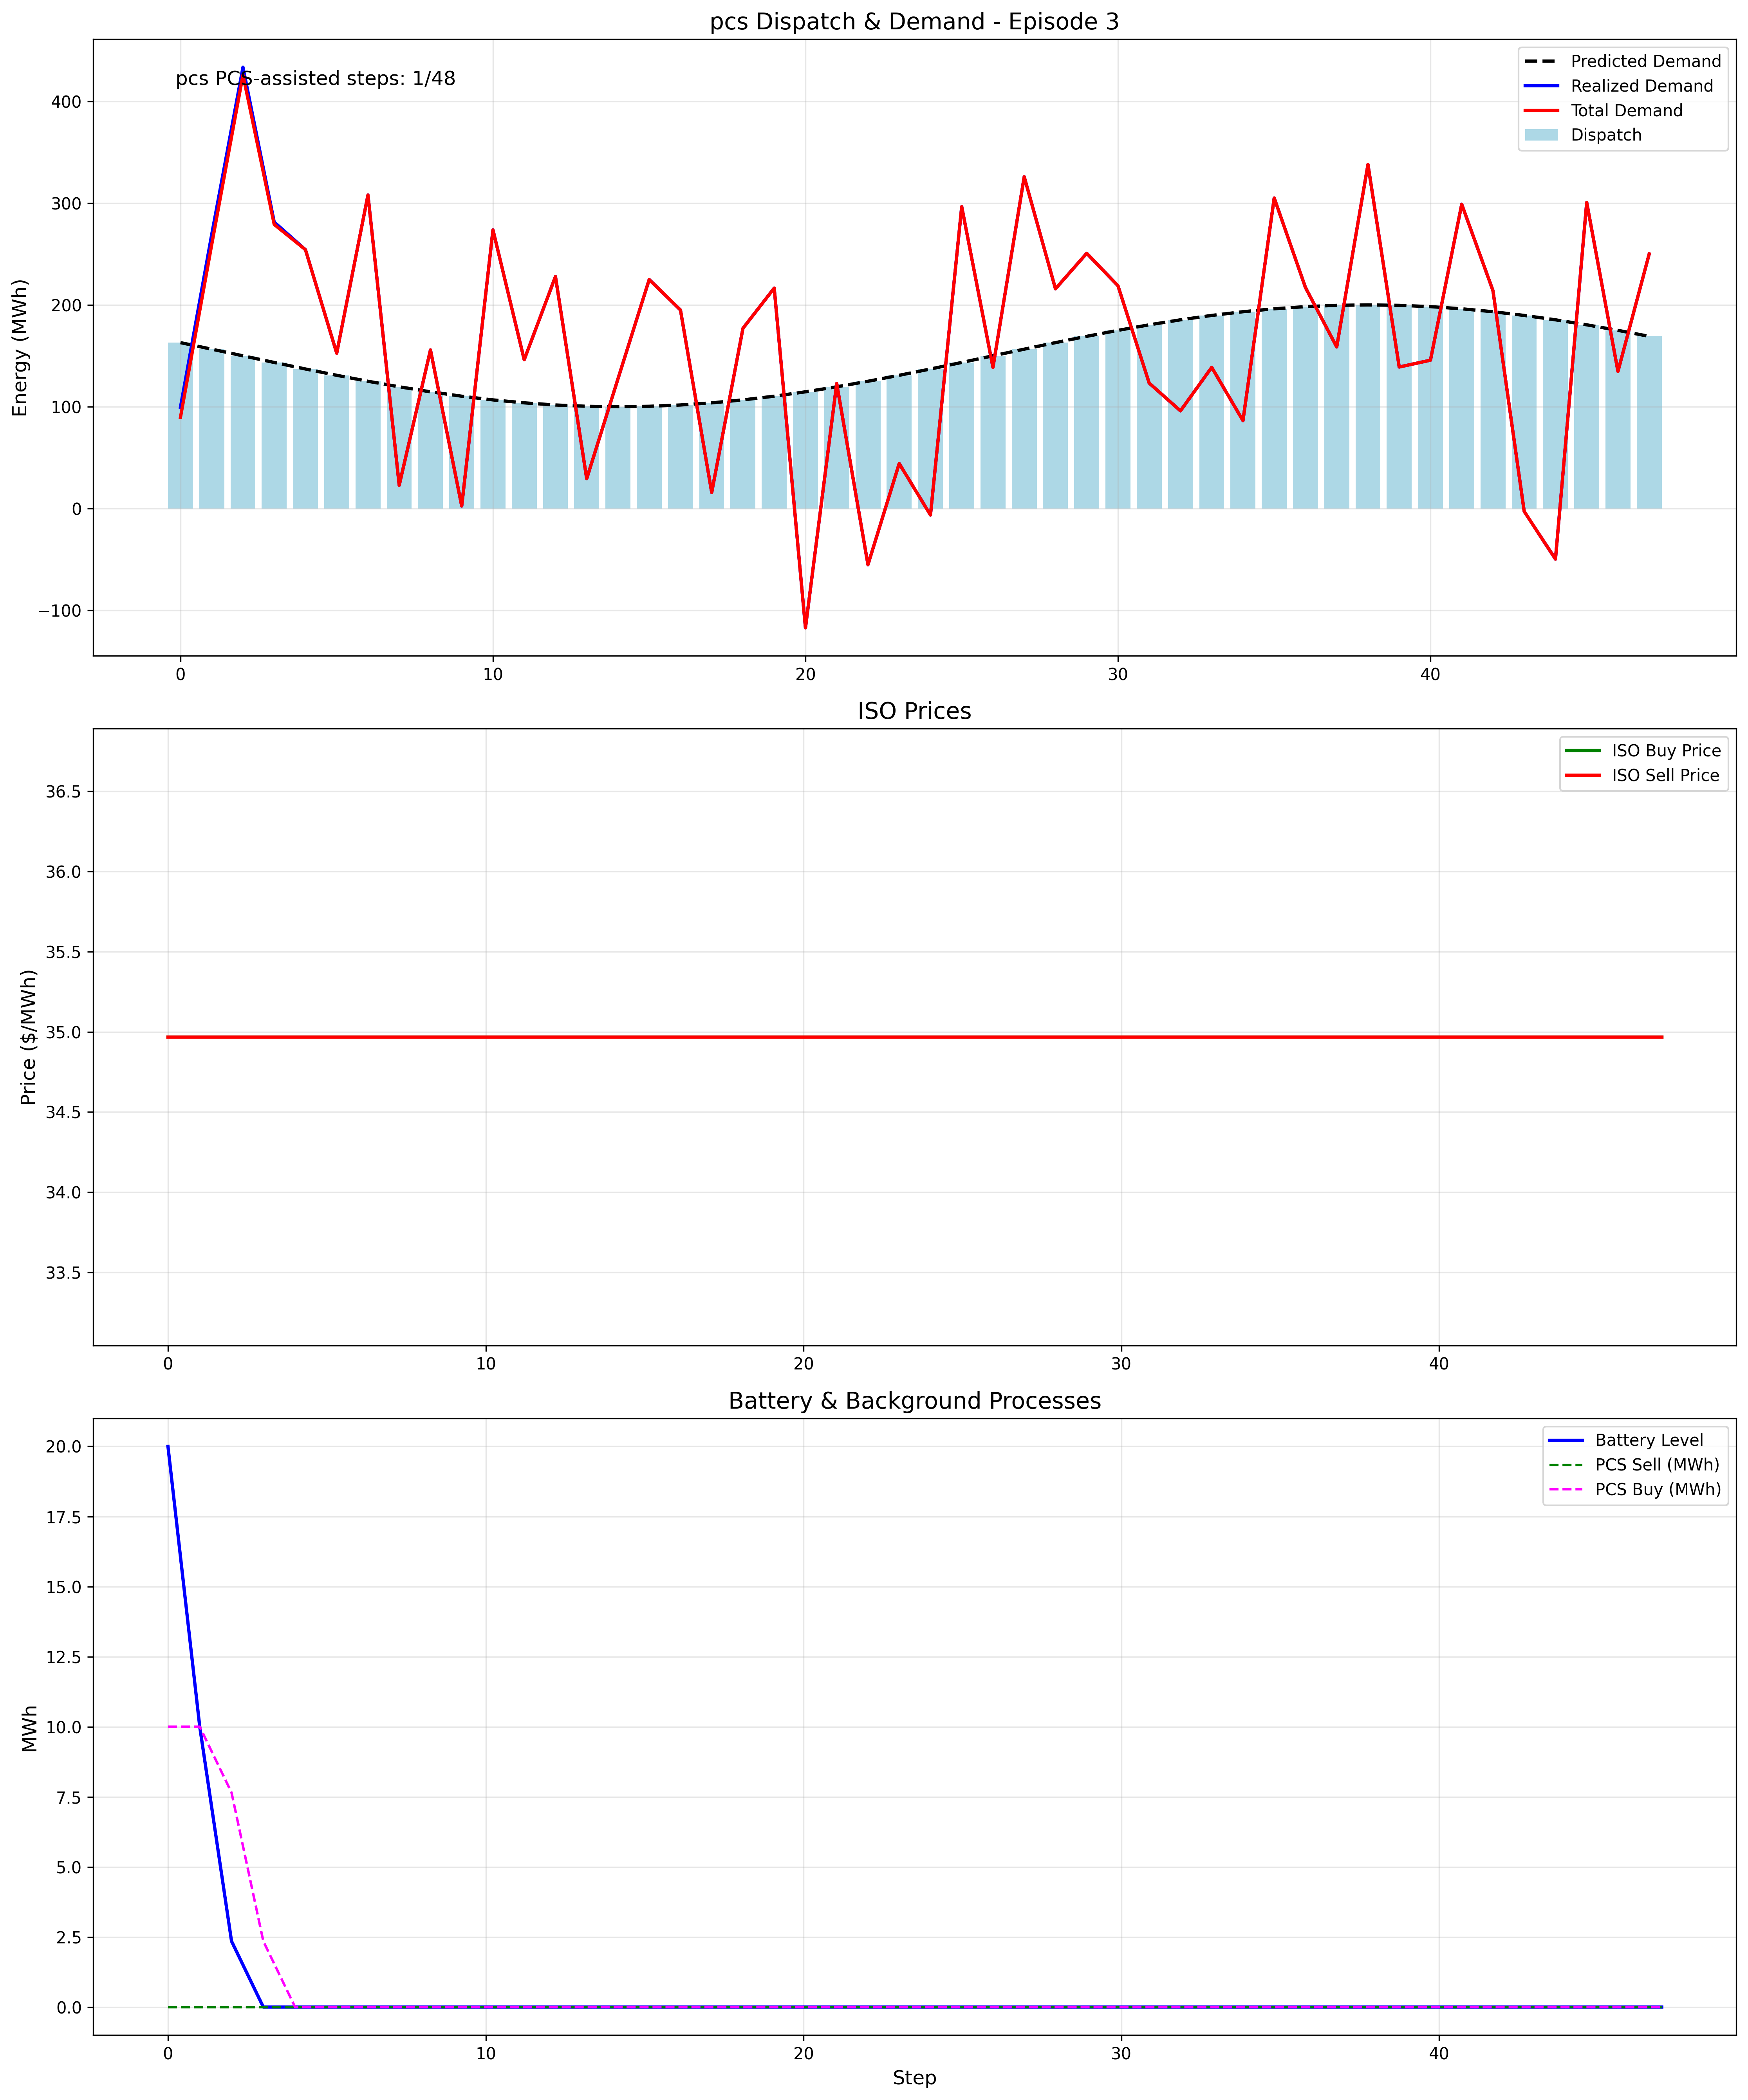 pcs Dispatch & Demand - Episode 3
pcs PCS-assisted steps: 1/48
Predicted Demand
Realized Demand
Total Demand
Dispatch
Energy (MWh)
400
300
200
100
0
−100
0 10 20 30 40
ISO Prices
ISO Buy Price
ISO Sell Price
Price ($/MWh)
36.5
36.0
35.5
35.0
34.5
34.0
33.5
0 10 20 30 40
Battery & Background Processes
Battery Level
PCS Sell (MWh)
PCS Buy (MWh)
MWh
20.0
17.5
15.0
12.5
10.0
7.5
5.0
2.5
0.0
0 10 20 30 40
Step